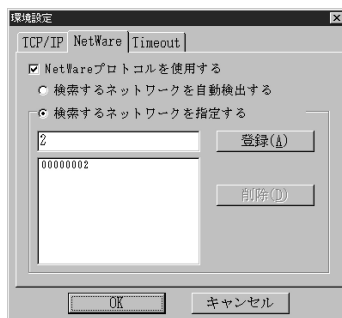 環境設定
TCP/IP NetWare Timeout
NetWareプロトコルを使用する
検索するネットワークを自動検出する
検索するネットワークを指定する
2 登録(A)
00000002
削除(D)
OK キャンセル